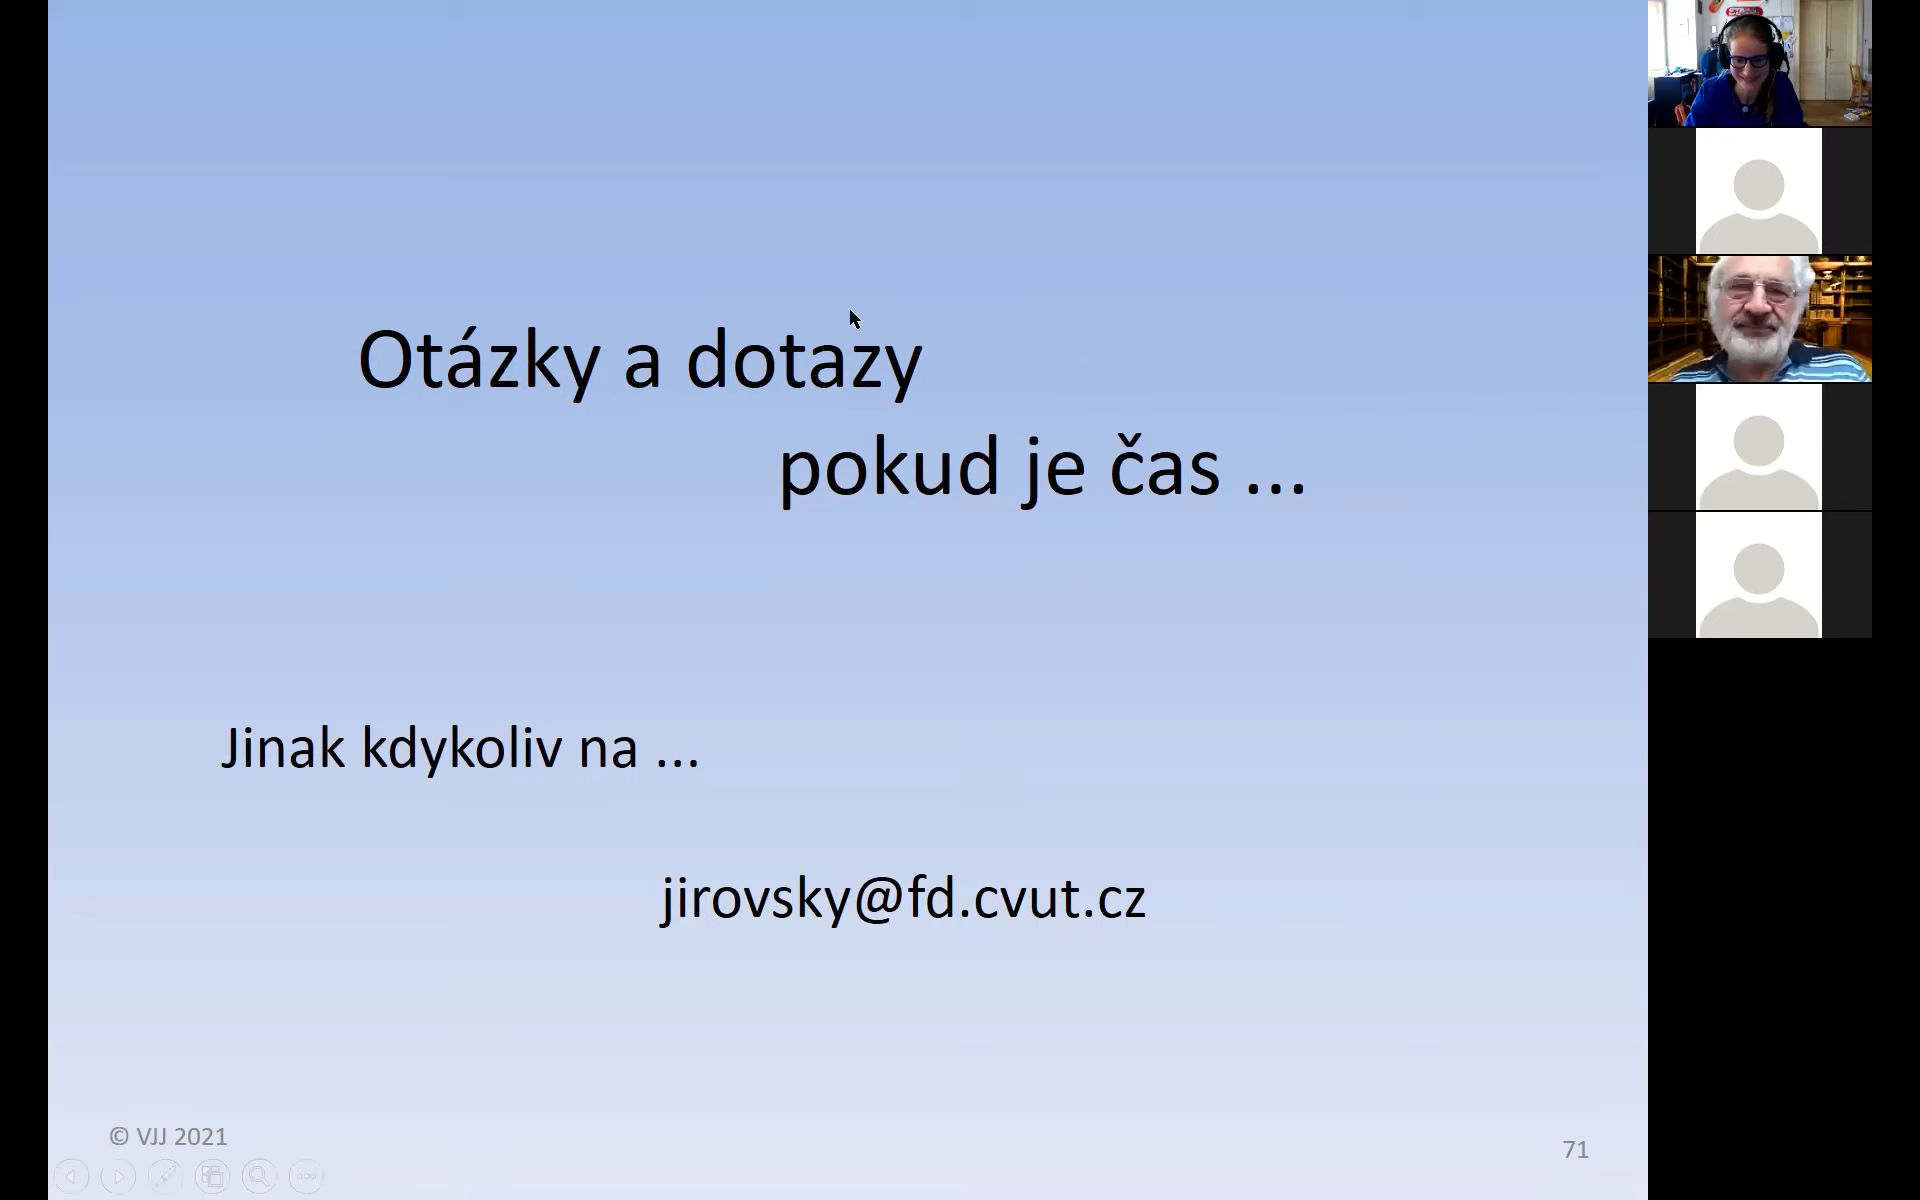 Otázky a dotazy
pokud je čas ...
Jinak kdykoliv na ...
jirovsky@fd.cvut.cz
© VJJ 2021
71